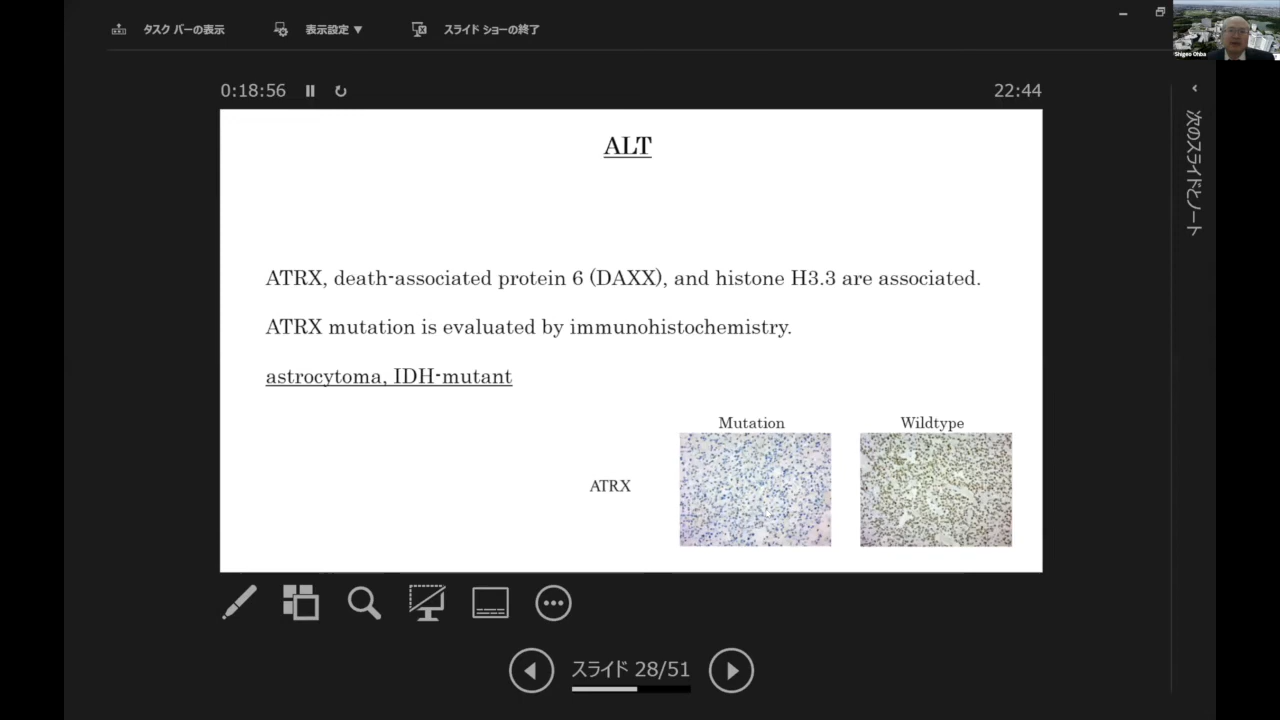 タスク バーの表示 表示設定 ▼ スライド ショーの終了
Shigeo Ohba
0:18:56 22:44
次のスライドとノート
ALT
ATRX, death-associated protein 6 (DAXX), and histone H3.3 are associated.
ATRX mutation is evaluated by immunohistochemistry.
astrocytoma, IDH-mutant
Mutation Wildtype
ATRX
スライド 28/51